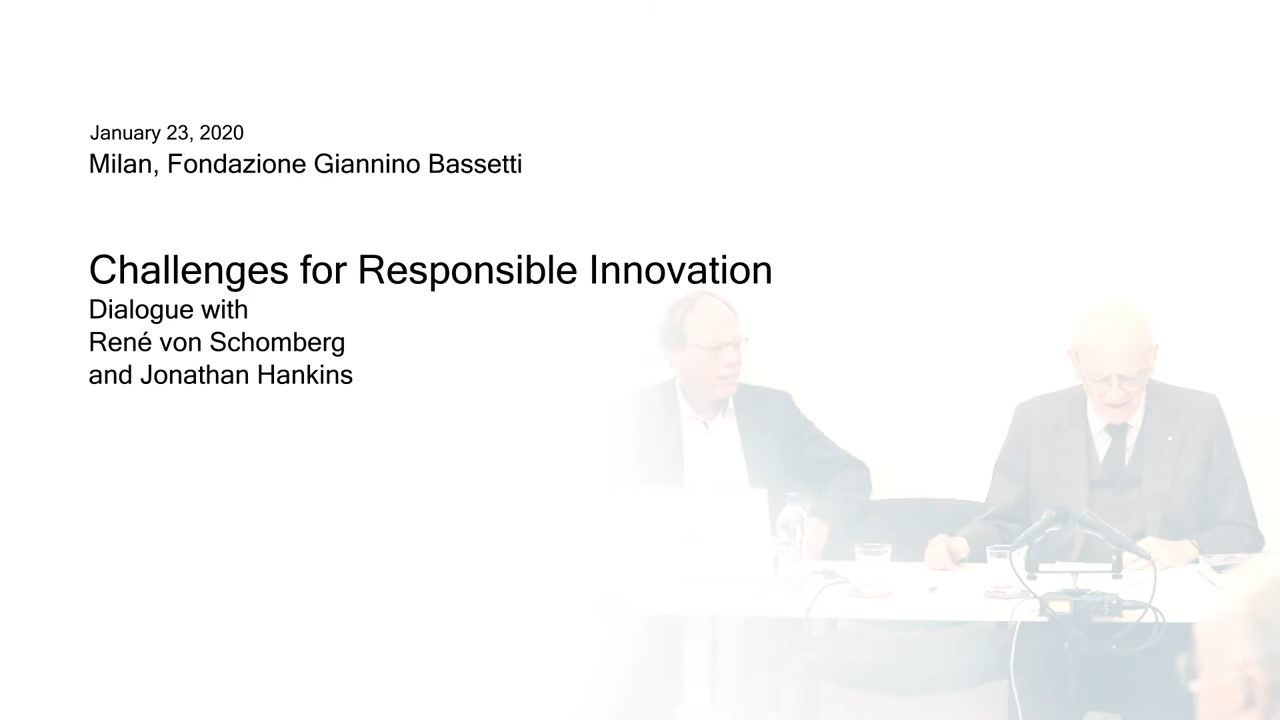 January 23, 2020
Milan, Fondazione Giannino Bassetti
Challenges for Responsible Innovation
Dialogue with
René von Schomberg
and Jonathan Hankins